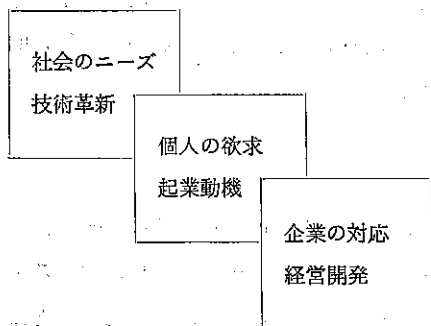 社会のニーズ
技術革新
個人の欲求
起業動機
企業の対応
経営開発